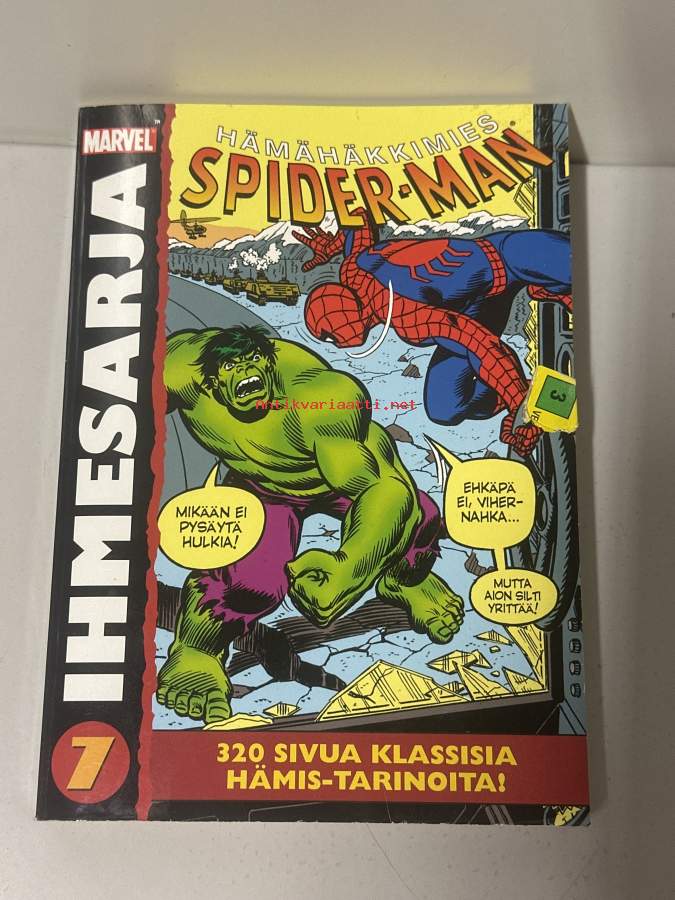 MARVEL™
IHMESARJA
7
HÄMÄHÄKKIMIES
SPIDER-MAN
3
Antikvariaatti.net
MIKÄÄN EI
PYSÄYTÄ
HULKIA!
EHKÄPÄ
EI, VIHER-
NAHKA...
MUTTA
AION SILTI
YRITTÄÄ!
320 SIVUA KLASSISIA
HÄMIS-TARINOITA!